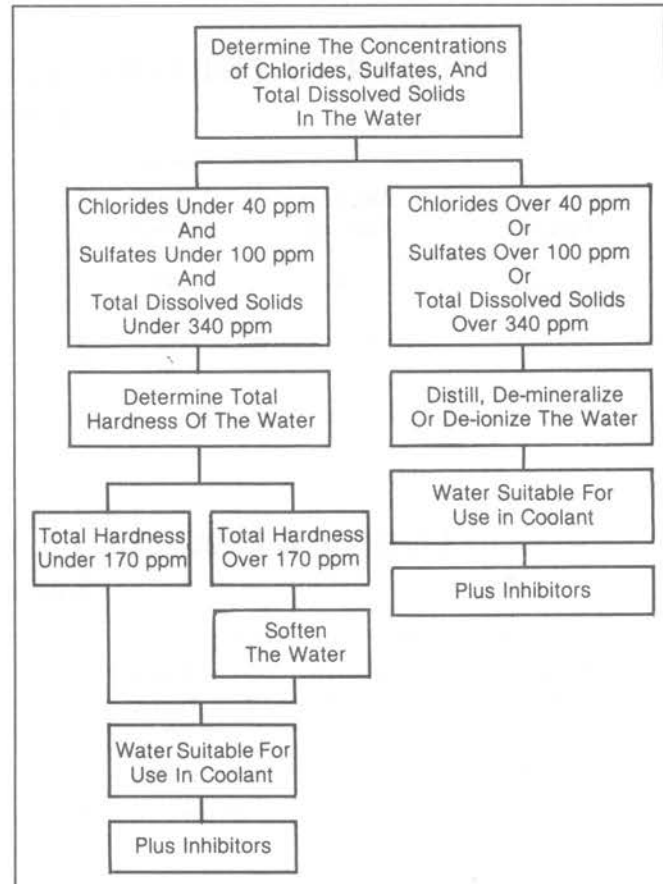 Determine The Concentrations
of Chlorides, Sulfates, And
Total Dissolved Solids
In The Water
Chlorides Under 40 ppm
And
Sulfates Under 100 ppm
And
Total Dissolved Solids
Under 340 ppm
Chlorides Over 40 ppm
Or
Sulfates Over 100 ppm
Or
Total Dissolved Solids
Over 340 ppm
Determine Total
Hardness Of The Water
Distill, De-mineralize
Or De-ionize The Water
Water Suitable For
Use in Coolant
Plus Inhibitors
Total Hardness
Under 170 ppm
Total Hardness
Over 170 ppm
Soften
The Water
Water Suitable For
Use In Coolant
Plus Inhibitors